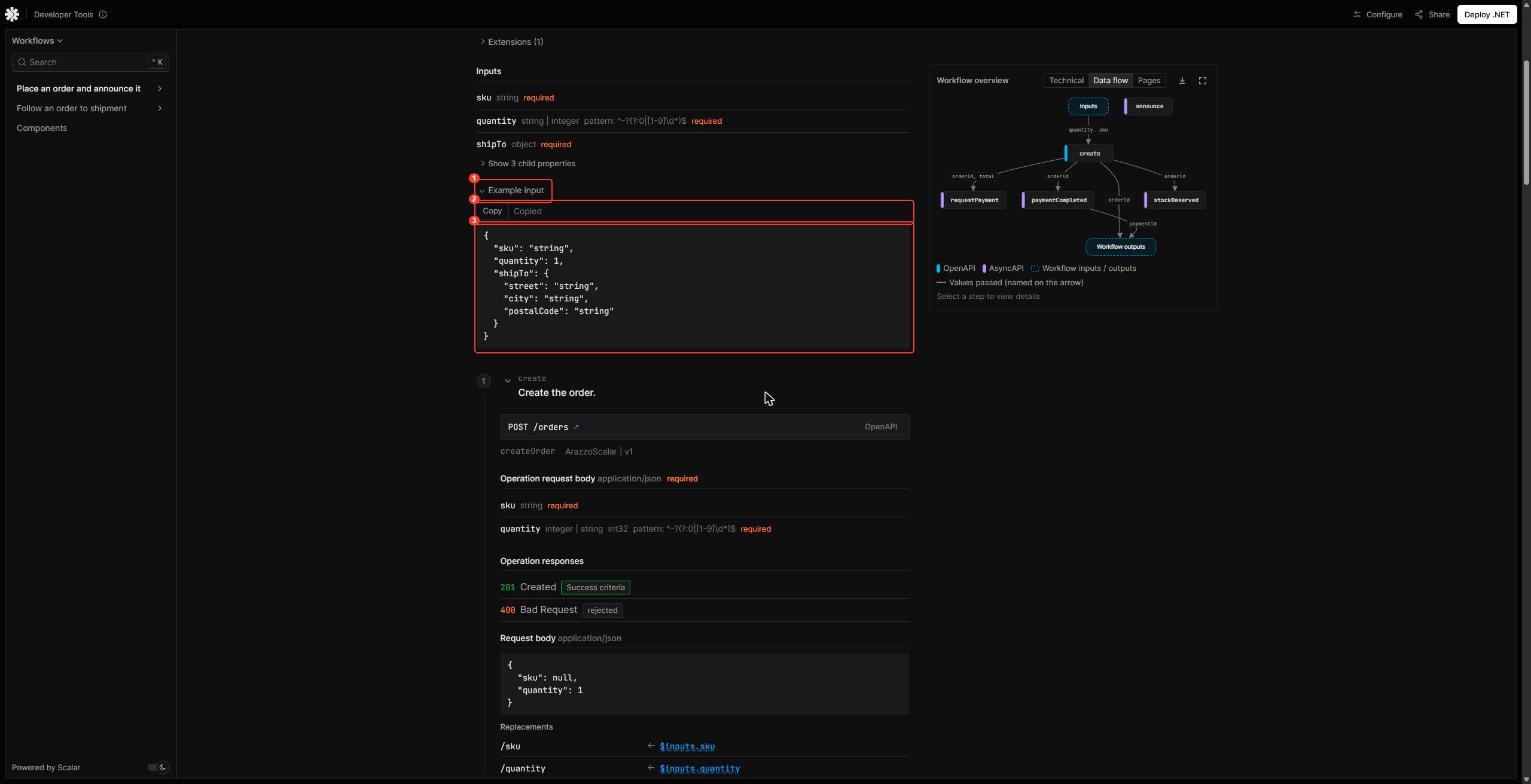 Developer Tools
Configure
Share
Deploy .NET
Workflows
Search
^ K
Place an order and announce it
Follow an order to shipment
Components
Powered by Scalar
Extensions (1)
Inputs
sku string required
quantity string | integer pattern: ^-?(?:0|[1-9]\d*)$ required
shipTo object required
Show 3 child properties
1
Example input
2
Copy Copied
3
{
"sku": "string",
"quantity": 1,
"shipTo": {
"street": "string",
"city": "string",
"postalCode": "string"
}
}
1
create
Create the order.
POST /orders ↗ OpenAPI
createOrder ArazzoScalar | v1
Operation request body application/json required
sku string required
quantity integer | string int32 pattern: ^-?(?:0|[1-9]\d*)$ required
Operation responses
201 Created Success criteria
400 Bad Request rejected
Request body application/json
{
"sku": null,
"quantity": 1
}
Replacements
/sku ← $inputs.sku
/quantity ← $inputs.quantity
Workflow overview
Technical Data flow Pages
Inputs announce
quantity, sku
create
orderId, total orderId orderId
requestPayment paymentCompleted orderId stockReserved
paymentId
Workflow outputs
OpenAPI AsyncAPI Workflow inputs / outputs
Values passed (named on the arrow)
Select a step to view details